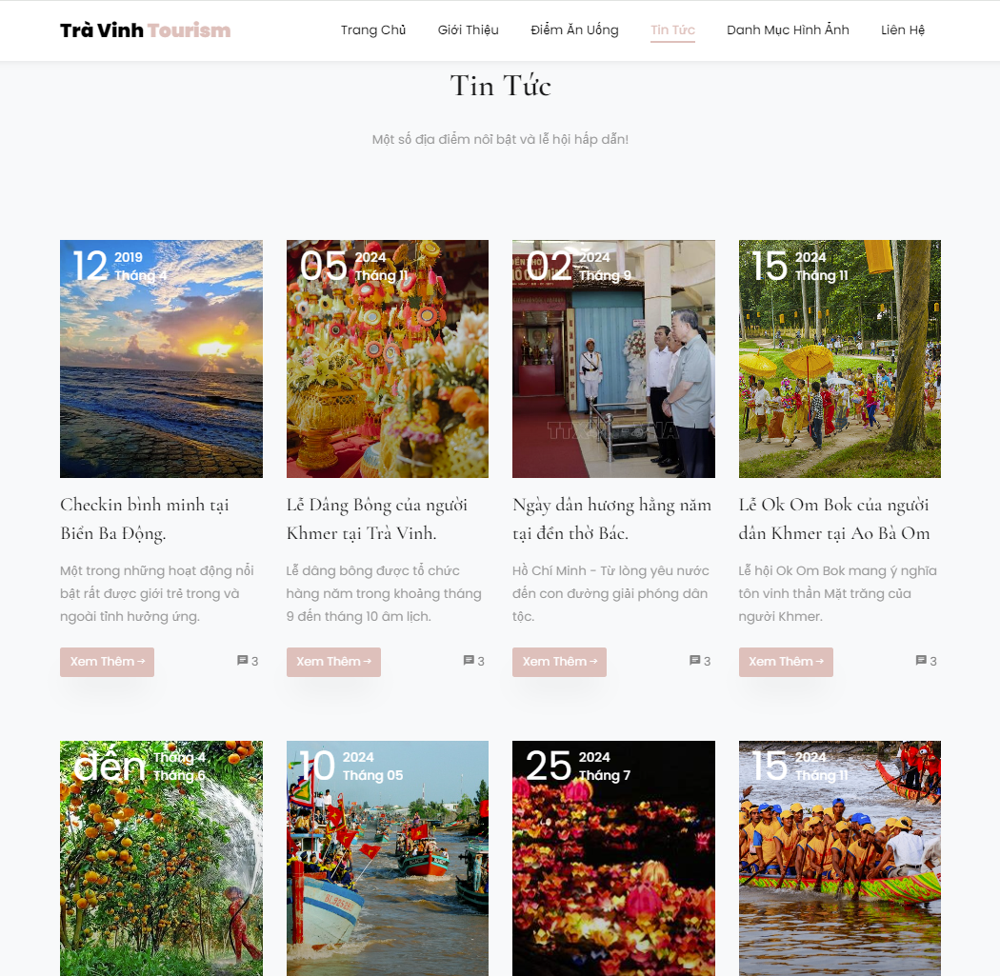 Trà Vinh Tourism
Trang Chủ Giới Thiệu Điểm Ăn Uống Tin Tức Danh Mục Hình Ảnh Liên Hệ
Tin Tức
Một số địa điểm nổi bật và lễ hội hấp dẫn!
12 2019
Tháng 4
Checkin bình minh tại
Biển Ba Động.
Một trong những hoạt động nổi
bật rất được giới trẻ trong và
ngoài tỉnh hưởng ứng.
Xem Thêm → 3
05 2024
Tháng 11
Lễ Dâng Bông của người
Khmer tại Trà Vinh.
Lễ dâng bông được tổ chức
hàng năm trong khoảng tháng
9 đến tháng 10 âm lịch.
Xem Thêm → 3
02 2024
Tháng 9
Ngày dân hương hằng năm
tại đền thờ Bác.
Hồ Chí Minh - Từ lòng yêu nước
đến con đường giải phóng dân
tộc.
Xem Thêm → 3
15 2024
Tháng 11
Lễ Ok Om Bok của người
dân Khmer tại Ao Bà Om
Lễ hội Ok Om Bok mang ý nghĩa
tôn vinh thần Mặt trăng của
người Khmer.
Xem Thêm → 3
đến Tháng 4
Tháng 6
10 2024
Tháng 05
25 2024
Tháng 7
15 2024
Tháng 11